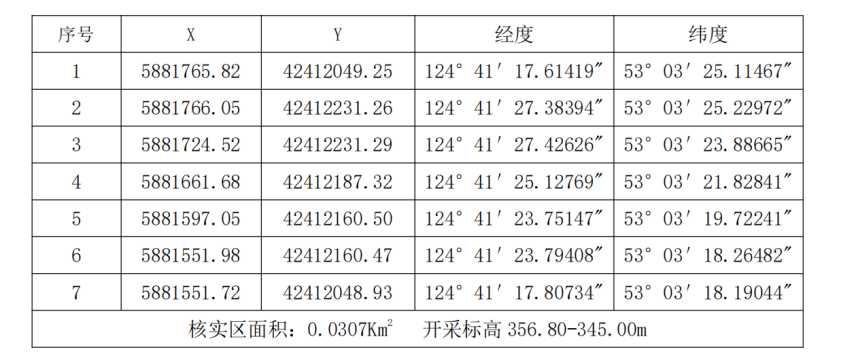 序号 X Y 经度 纬度
1 5881765.82 42412049.25 124° 41′ 17.61419″ 53° 03′ 25.11467″
2 5881766.05 42412231.26 124° 41′ 27.38394″ 53° 03′ 25.22972″
3 5881724.52 42412231.29 124° 41′ 27.42626″ 53° 03′ 23.88665″
4 5881661.68 42412187.32 124° 41′ 25.12769″ 53° 03′ 21.82841″
5 5881597.05 42412160.50 124° 41′ 23.75147″ 53° 03′ 19.72241″
6 5881551.98 42412160.47 124° 41′ 23.79408″ 53° 03′ 18.26482″
7 5881551.72 42412048.93 124° 41′ 17.80734″ 53° 03′ 18.19044″
核实区面积：0.0307Km² 开采标高 356.80-345.00m